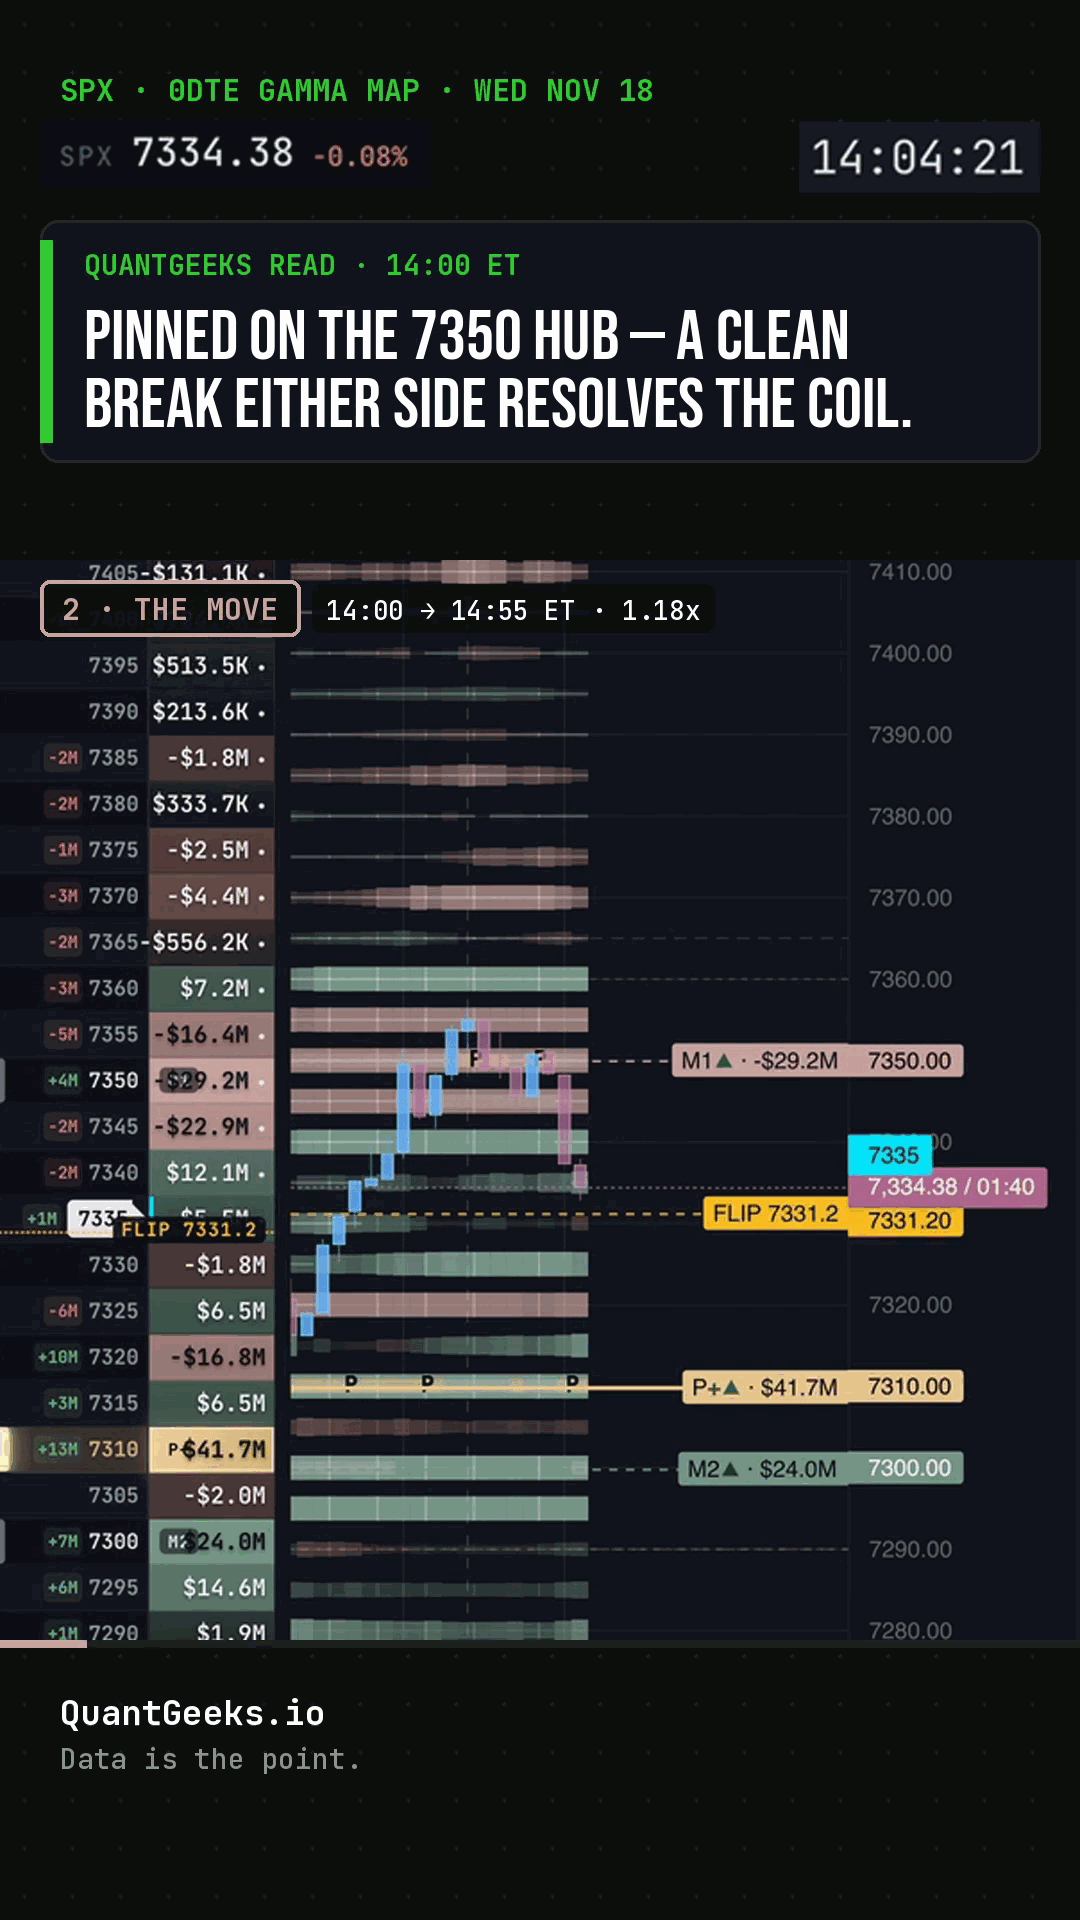 SPX · 0DTE GAMMA MAP · WED NOV 18
SPX 7334.38 -0.08%
14:04:21
QUANTGEEKS READ · 14:00 ET
PINNED ON THE 7350 HUB — A CLEAN
BREAK EITHER SIDE RESOLVES THE COIL.
7405 -$131.1K •
7410.00
2 · THE MOVE
14:00 → 14:55 ET · 1.18x
7400.00
7395 $513.5K •
7390 $213.6K •
7390.00
-2M 7385 -$1.8M •
-2M 7380 $333.7K •
7380.00
-1M 7375 -$2.5M •
-3M 7370 -$4.4M •
7370.00
-2M 7365 -$556.2K •
-3M 7360 $7.2M •
7360.00
-5M 7355 -$16.4M •
+4M 7350 -$29.2M •
P
M1▲ · -$29.2M 7350.00
-2M 7345 -$22.9M •
-2M 7340 $12.1M •
7335
7,334.38 / 01:40
+1M 7335
FLIP 7331.2
FLIP 7331.2 7331.20
7330 -$1.8M
-6M 7325 $6.5M
7320.00
+10M 7320 -$16.8M
+3M 7315 $6.5M
P P P
P+▲ · $41.7M 7310.00
+13M 7310 $41.7M
M2▲ · $24.0M 7300.00
7305 -$2.0M
+7M 7300 M2 $24.0M
7290.00
+6M 7295 $14.6M
+1M 7290 $1.9M
7280.00
QuantGeeks.io
Data is the point.